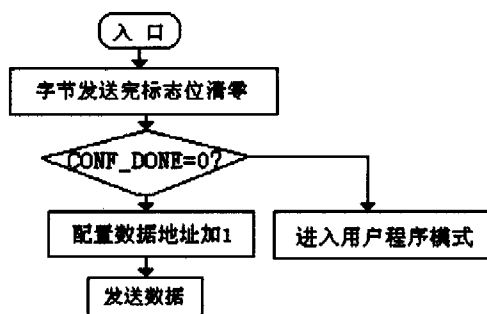 入 口
字节发送完标志位清零
CONF_DONE=0?
配置数据地址加1
进入用户程序模式
发送数据